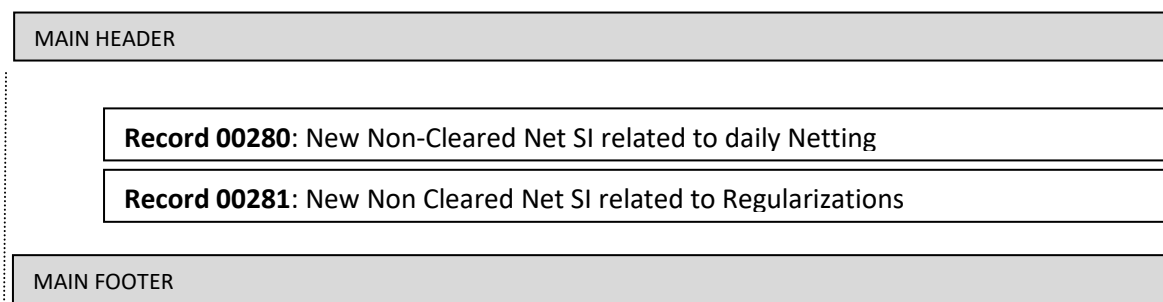 MAIN HEADER
Record 00280: New Non-Cleared Net SI related to daily Netting
Record 00281: New Non Cleared Net SI related to Regularizations
MAIN FOOTER